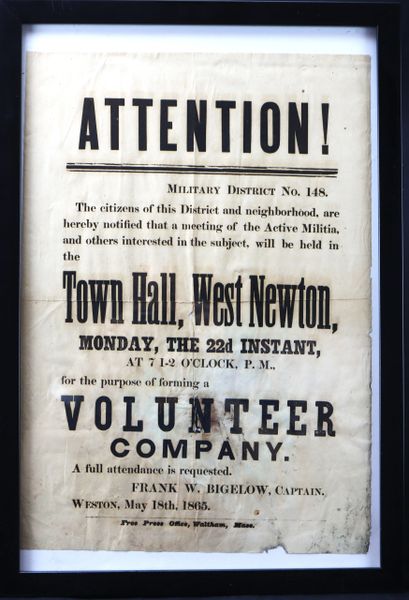 ATTENTION!
MILITARY DISTRICT NO. 148.
The citizens of this District and neighborhood, are
hereby notified that a meeting of the Active Militia,
and others interested in the subject, will be held in
the
Town Hall, West Newton,
MONDAY, THE 22d INSTANT,
AT 7 1-2 O'CLOCK, P. M.,
for the purpose of forming a
VOLUNTEER
COMPANY.
A full attendance is requested.
FRANK W. BIGELOW, CAPTAIN.
WESTON, May 18th, 1865.
Free Press Office, Waltham, Mass.